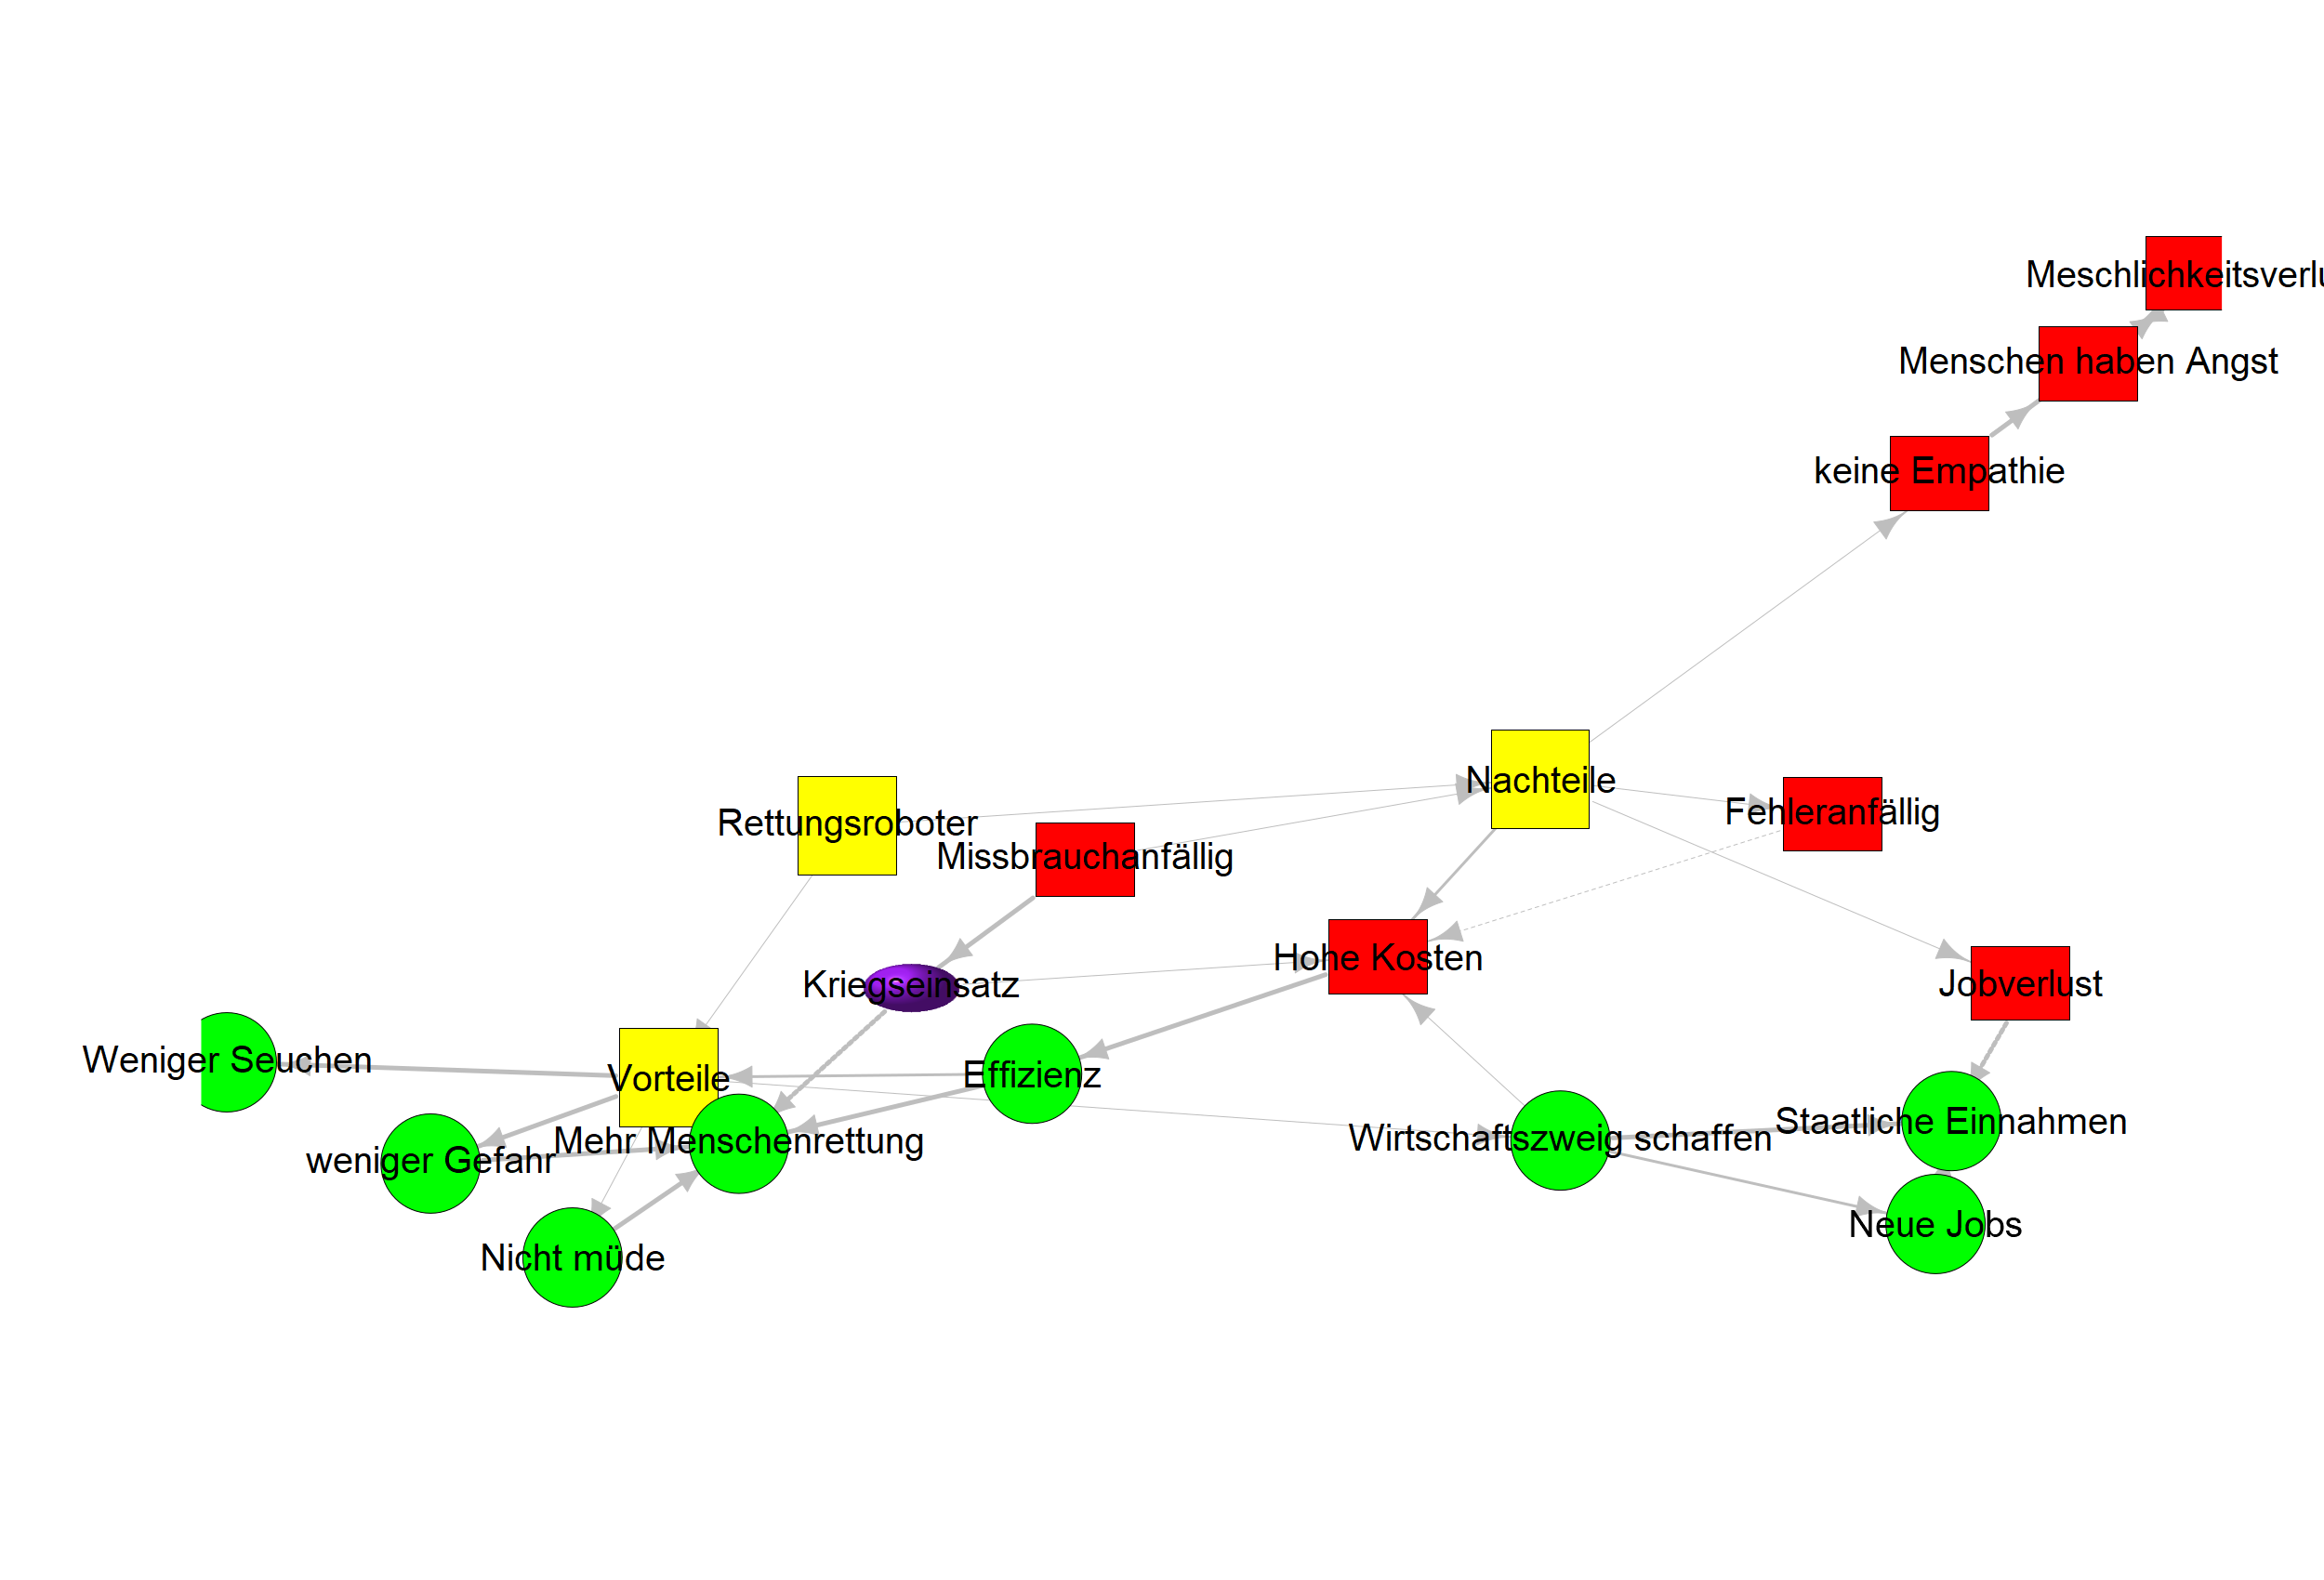 Meschlichkeitsverlu
Menschen haben Angst
keine Empathie
Nachteile
Rettungsroboter
Fehleranfällig
Missbrauchanfällig
Hohe Kosten
Kriegseinsatz
Jobverlust
Weniger Seuchen
Vorteile
Effizienz
Staatliche Einnahmen
Mehr Menschenrettung
Wirtschaftszweig schaffen
weniger Gefahr
Neue Jobs
Nicht müde